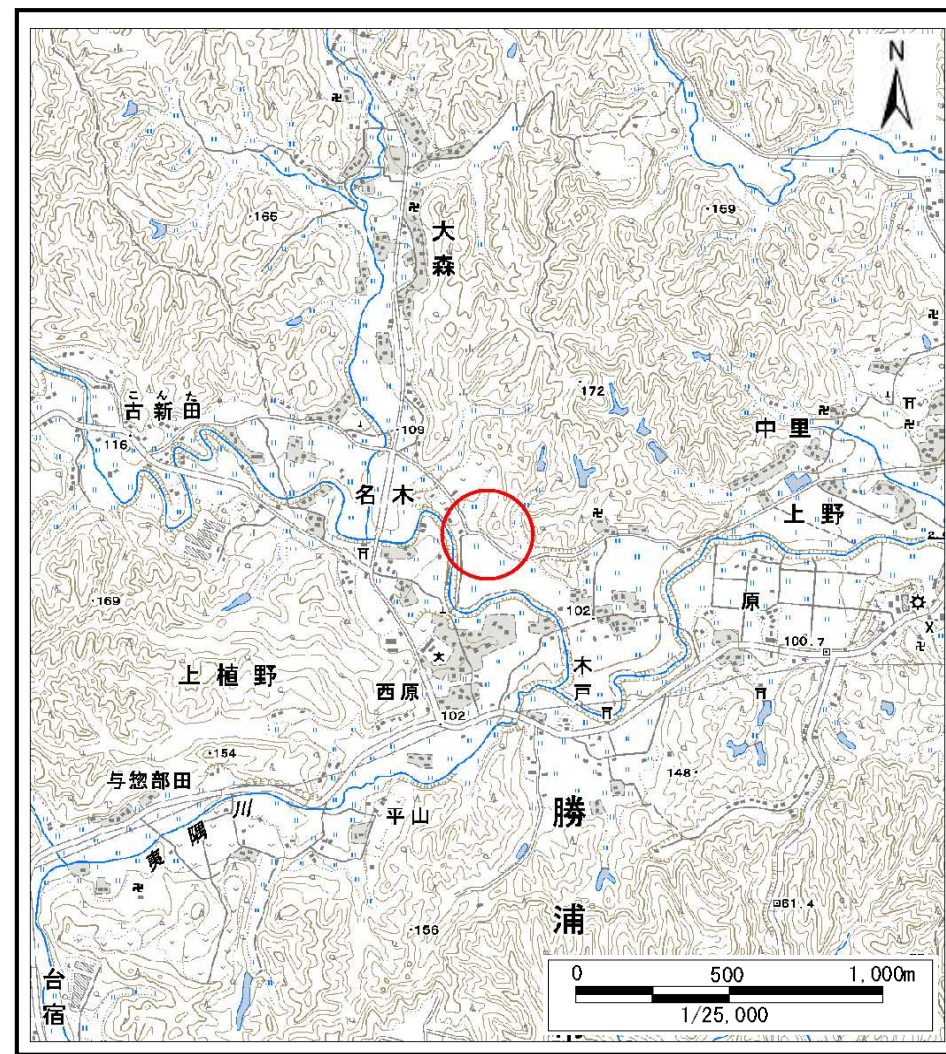 N
165
159
大森
172
こんた
古新田
116
109
中里
名木
上野
169
102
原
100.7
上植野
木戸
西原
102
154
148
与惣部田
夷隅川
平山
勝浦
61.4
156
台宿
0 500 1,000m
1/25,000